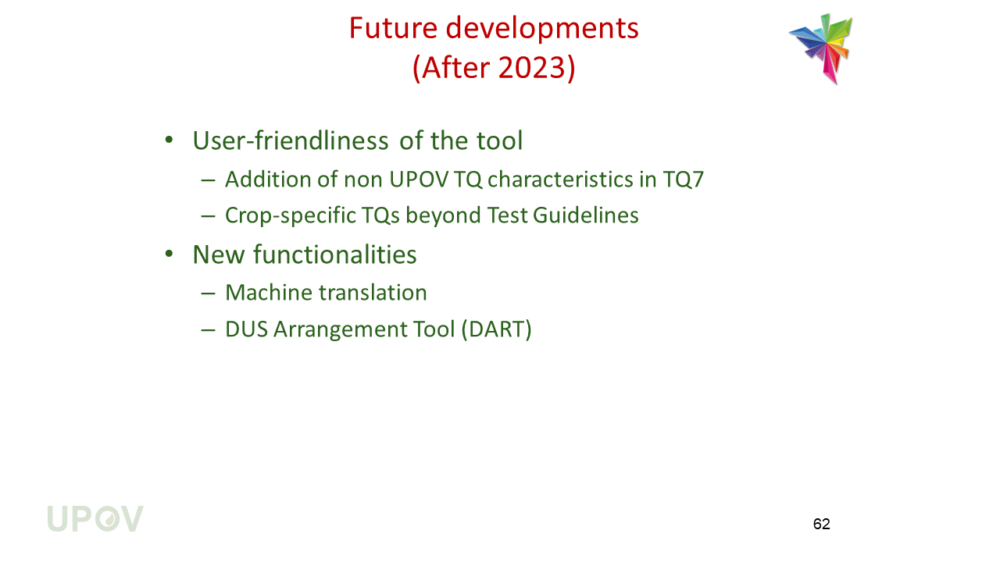 Future developments
(After 2023)
• User-friendliness of the tool
– Addition of non UPOV TQ characteristics in TQ7
– Crop-specific TQs beyond Test Guidelines
• New functionalities
– Machine translation
– DUS Arrangement Tool (DART)
UPOV
62